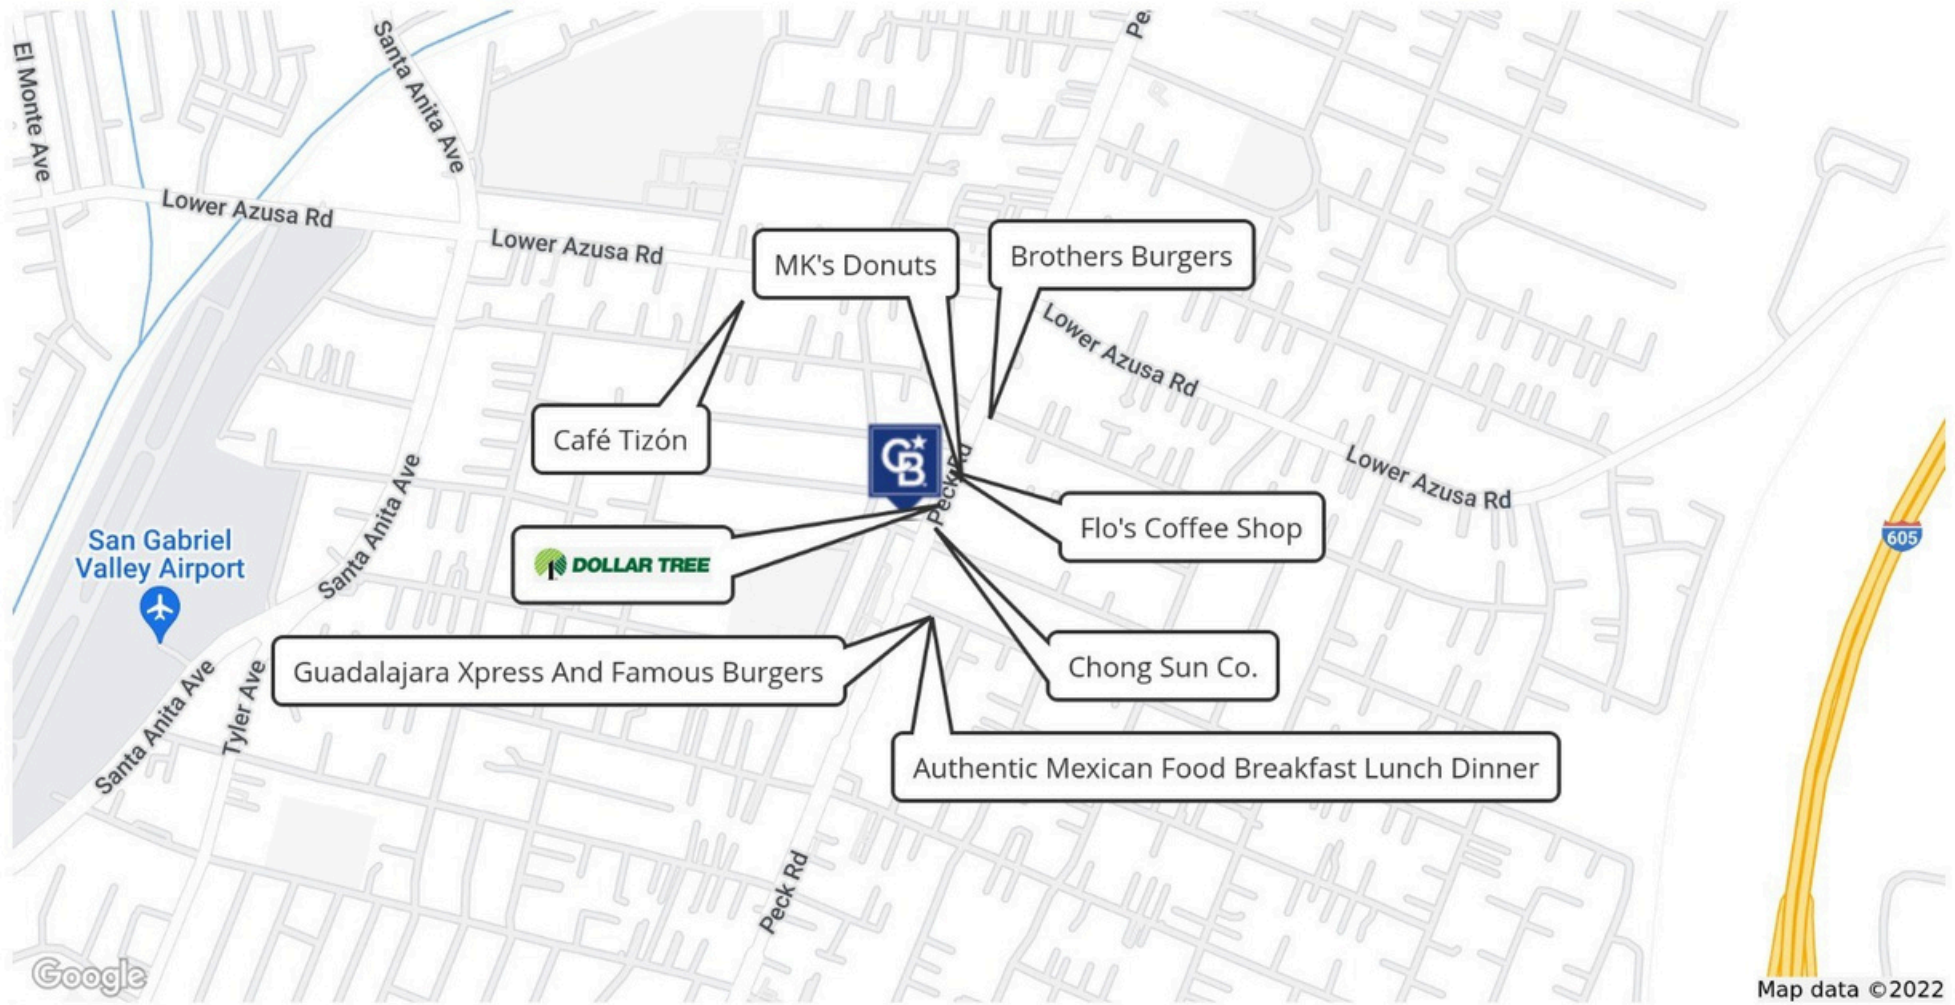 Pe
Santa Anita Ave
El Monte Ave
Lower Azusa Rd
Lower Azusa Rd
MK's Donuts
Brothers Burgers
Lower Azusa Rd
Café Tizón
CB
Peck Rd
Lower Azusa Rd
Santa Anita Ave
Flo's Coffee Shop
605
San Gabriel
Valley Airport
DOLLAR TREE
Guadalajara Xpress And Famous Burgers
Chong Sun Co.
Santa Anita Ave
Tyler Ave
Authentic Mexican Food Breakfast Lunch Dinner
Peck Rd
Google
Map data ©2022